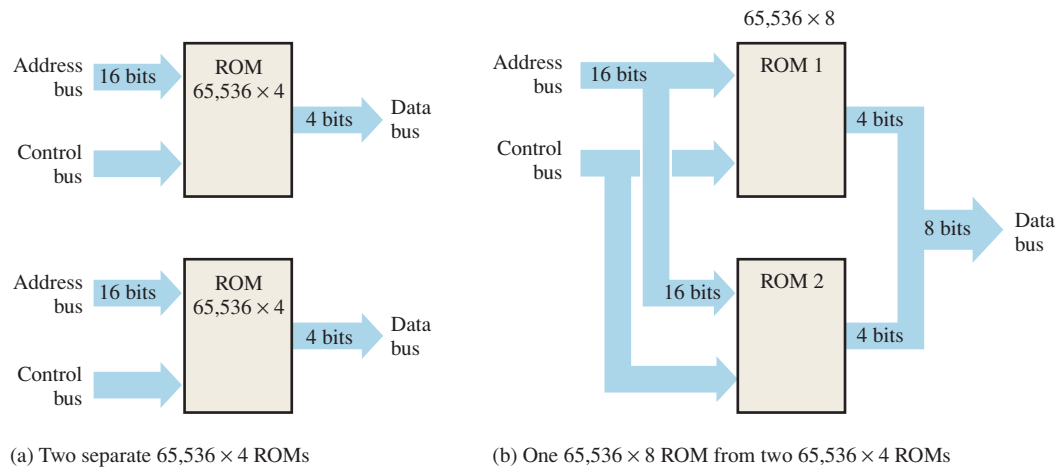 Address
bus
16 bits
ROM
65,536 × 4
4 bits
Data
bus
Control
bus
Address
bus
16 bits
ROM
65,536 × 4
4 bits
Data
bus
Control
bus
(a) Two separate 65,536 × 4 ROMs
65,536 × 8
Address
bus
16 bits
ROM 1
4 bits
Control
bus
8 bits
Data
bus
16 bits
ROM 2
4 bits
(b) One 65,536 × 8 ROM from two 65,536 × 4 ROMs